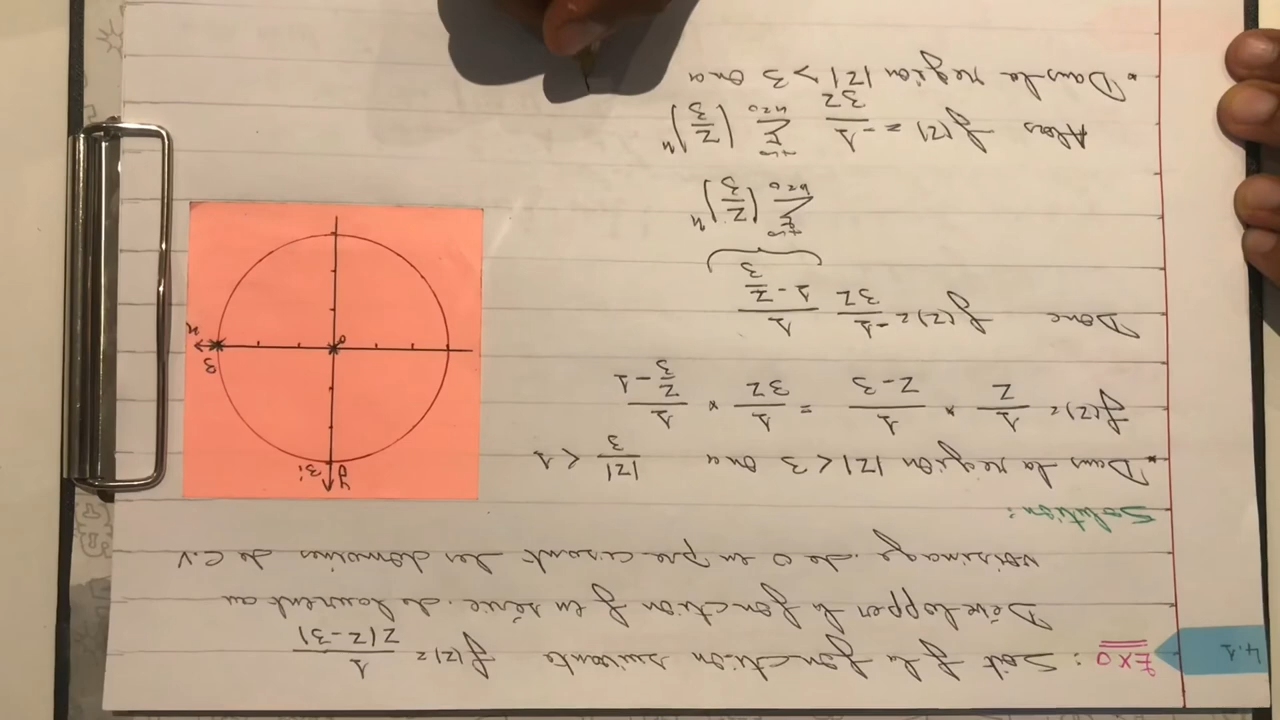 4.1
Exo : Soit f la fonction suivante f(z) = 1 / z(z-3)
Développer la fonction f en série de laurent au
voisinage de 0 en précisant les domaines de C.V
Solution:
* Dans la region |z| < 3 on a |z|/3 < 1
f(z) = 1/z * 1/(z-3) = 1/3z * 1/(z/3 - 1)
Donc f(z) = -1/3z 1/(1 - z/3)
+∞ Σ n=0 (z/3)^n
Alors f(z) = -1/3z +∞ Σ n=0 (z/3)^n
• Dans la region |z| > 3 on a
y
3i
0
3
x